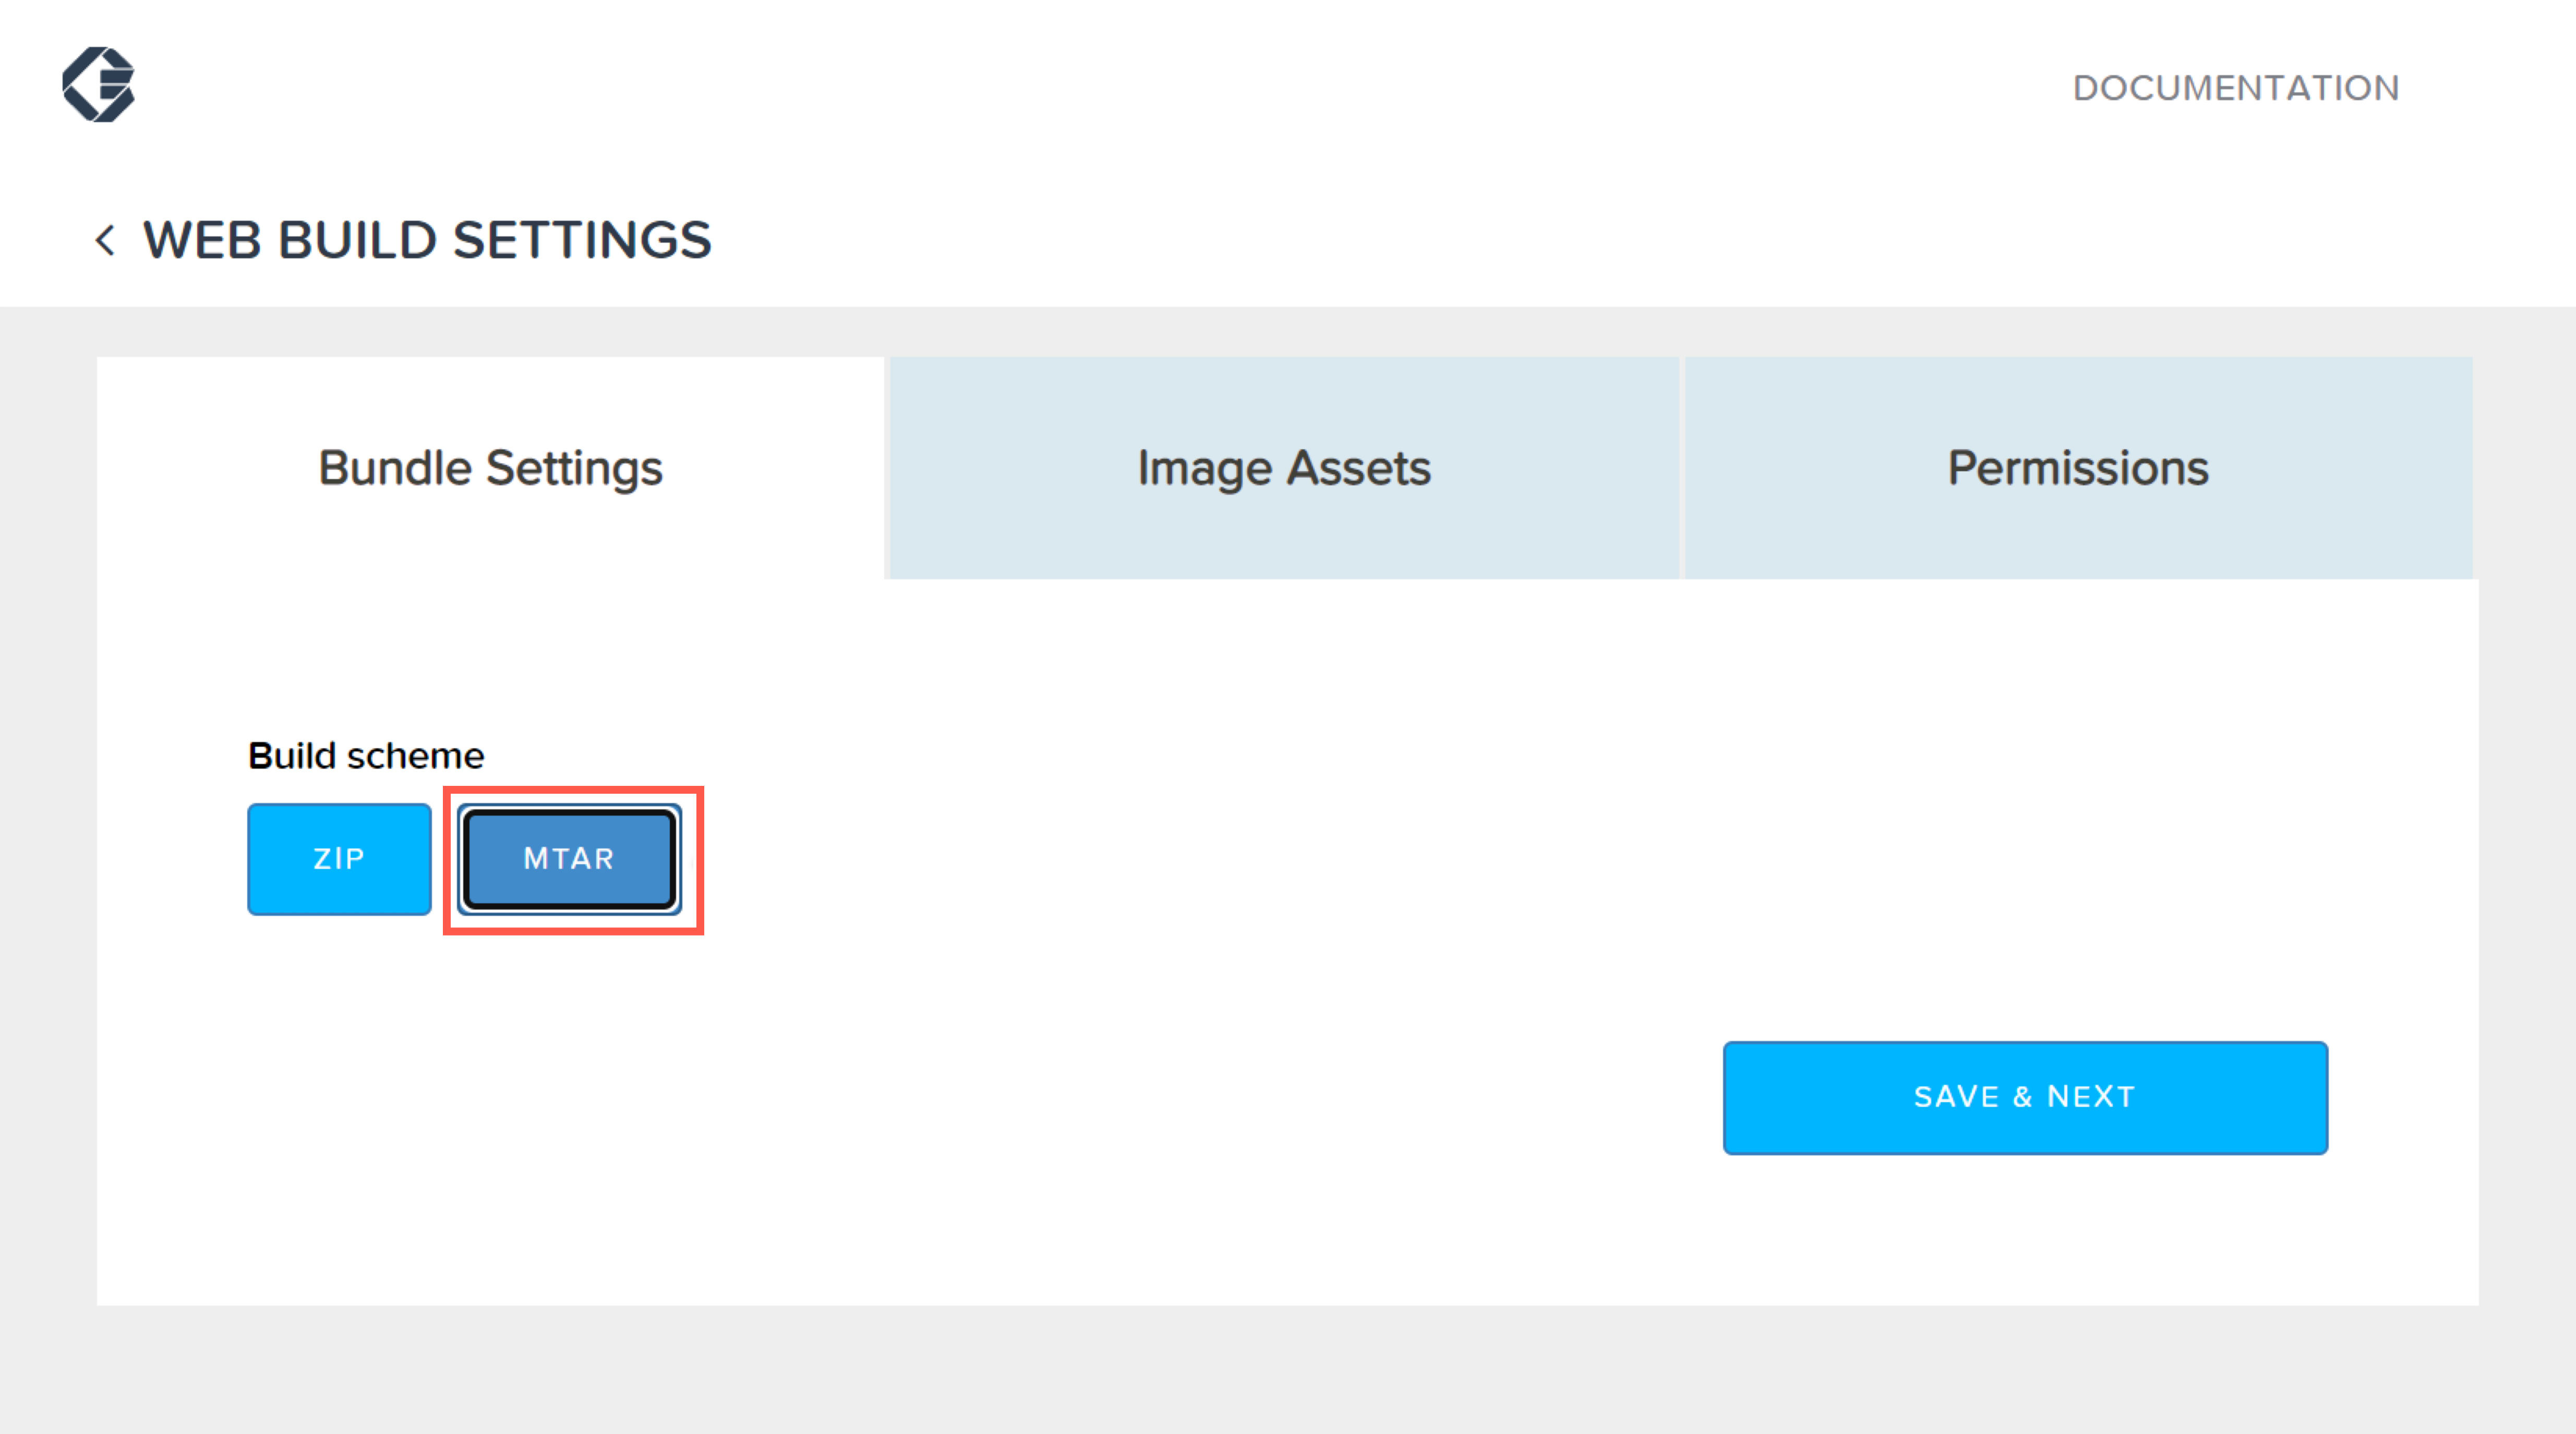 DOCUMENTATION
< WEB BUILD SETTINGS
Bundle Settings
Image Assets
Permissions
Build scheme
ZIP
MTAR
SAVE & NEXT